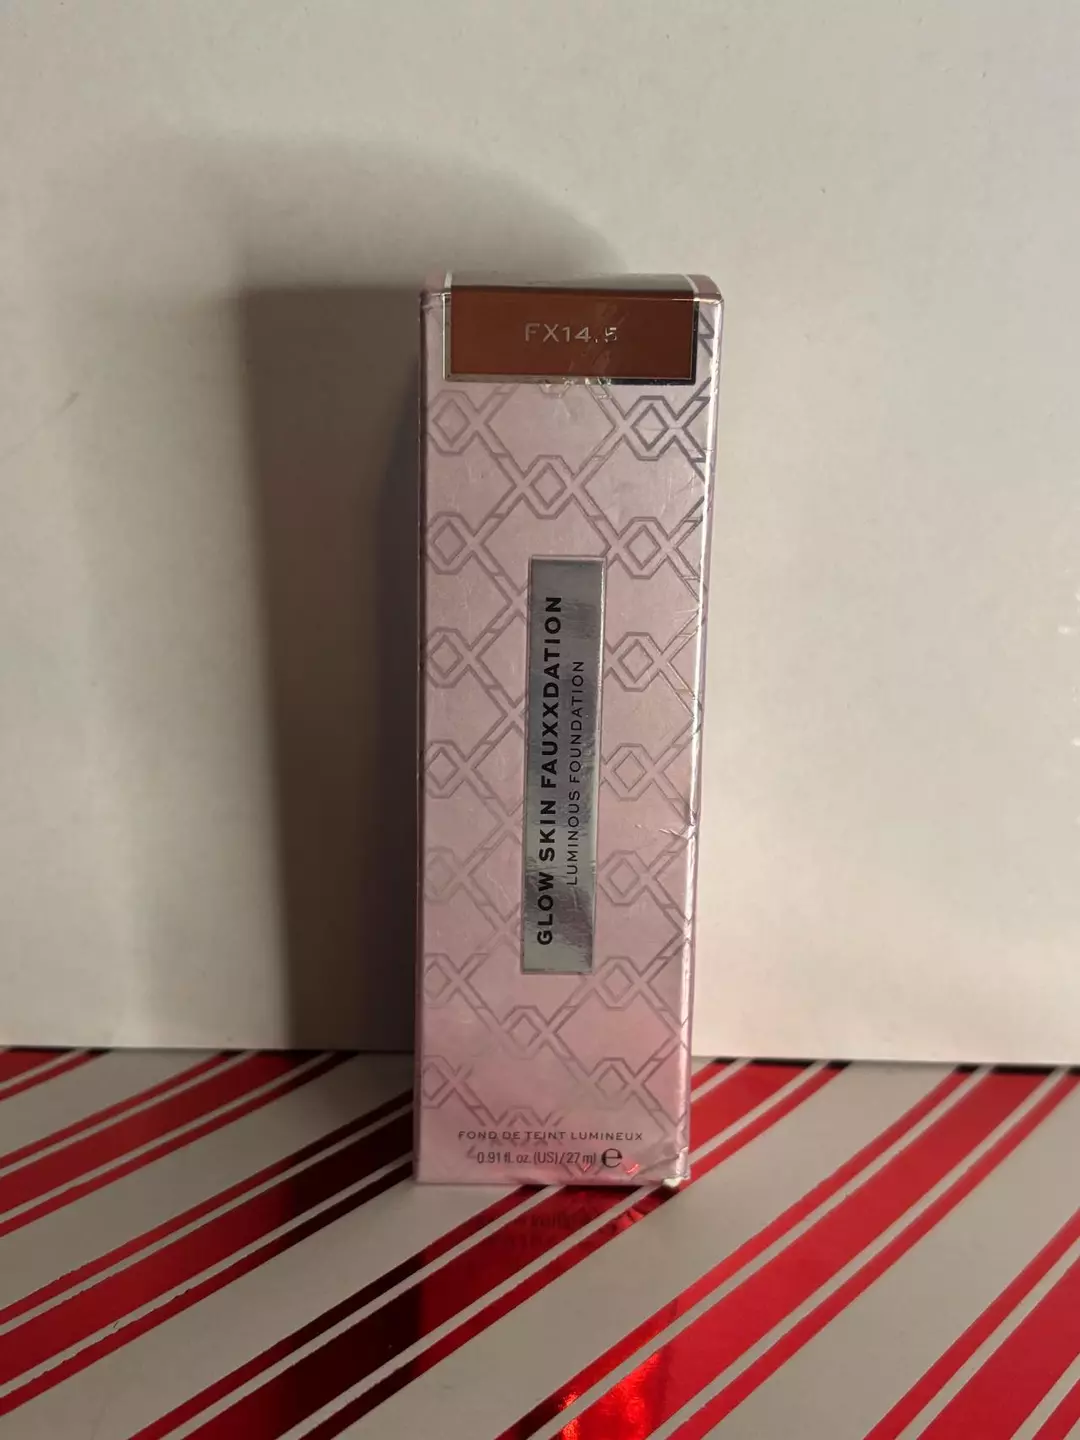 FX14.5
GLOW SKIN FAUXXDATION
LUMINOUS FOUNDATION
FOND DE TEINT LUMINEUX
0.91 fl. oz. (US) / 27 ml ℮